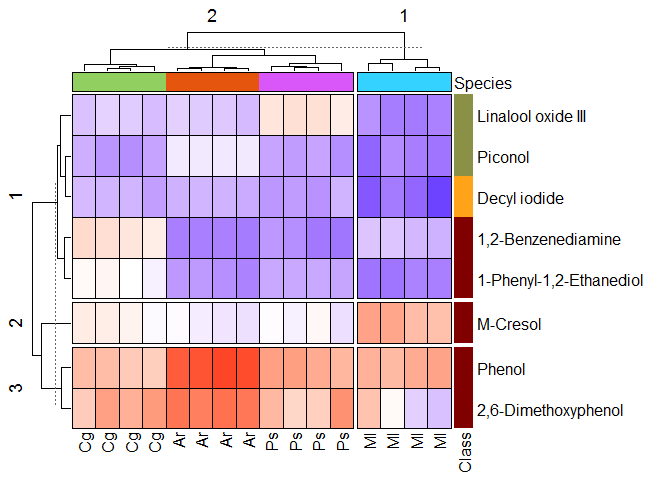 2 1
Species
Linalool oxide III
Piconol
Decyl iodide
1,2-Benzenediamine
1-Phenyl-1,2-Ethanediol
M-Cresol
Phenol
2,6-Dimethoxyphenol
1
2
3
Cg Cg Cg Cg Ar Ar Ar Ar Ps Ps Ps Ps Ml Ml Ml Ml Class